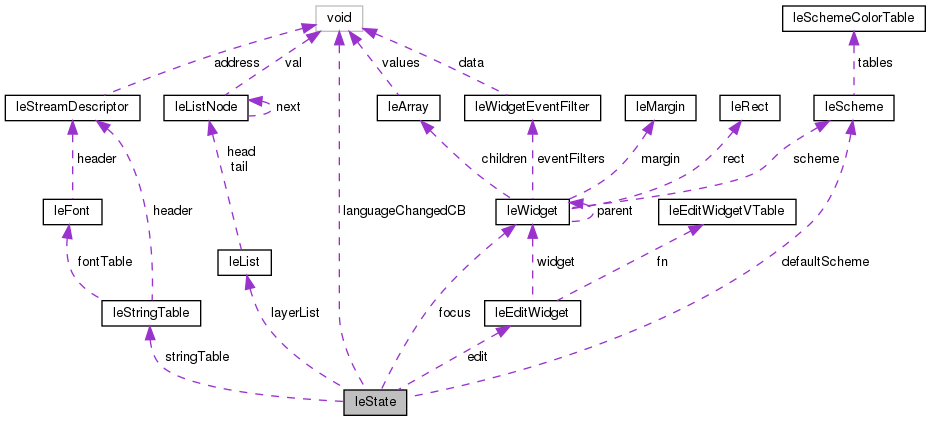 void
leSchemeColorTable
address
val
values
data
tables
leStreamDescriptor
leListNode
next
leArray
leWidgetEventFilter
leMargin
leRect
leScheme
header
head
tail
children
eventFilters
margin
rect
scheme
leFont
header
languageChangedCB
leWidget
parent
leEditWidgetVTable
fontTable
leList
widget
fn
defaultScheme
leStringTable
layerList
focus
leEditWidget
stringTable
edit
leState